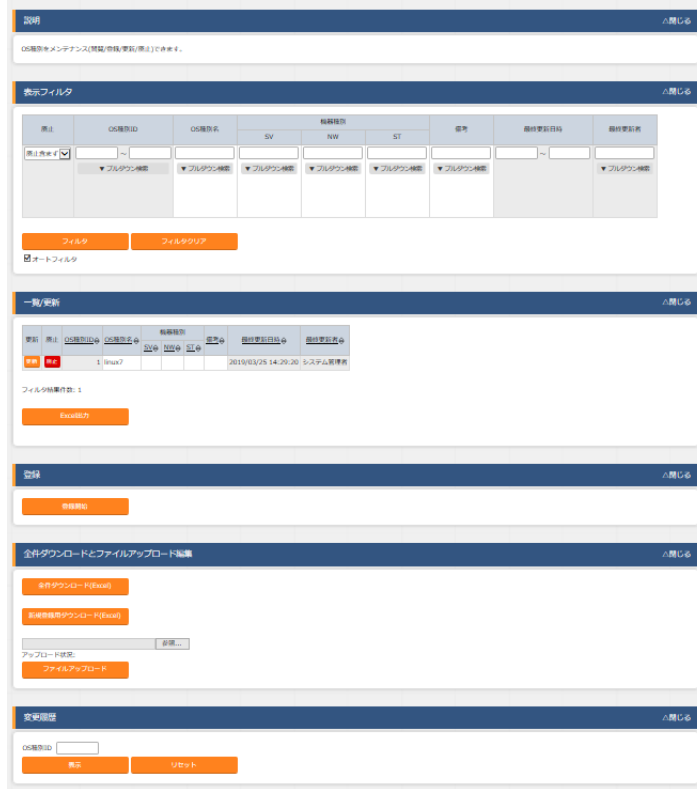 説明 △閉じる
OS種別をメンテナンス(閲覧/登録/更新/廃止)できます。
表示フィルタ △閉じる
廃止 OS種別ID OS種別名 機器種別 備考 最終更新日時 最終更新者
SV NW ST
廃止含まず ～ ～
▼プルダウン検索 ▼プルダウン検索 ▼プルダウン検索 ▼プルダウン検索 ▼プルダウン検索 ▼プルダウン検索 ▼プルダウン検索
フィルタ フィルタクリア
オートフィルタ
一覧/更新 △閉じる
更新 廃止 OS種別ID OS種別名 機器種別 備考 最終更新日時 最終更新者
SV NW ST
更新 廃止 1 linux7 2019/03/25 14:29:20 システム管理者
フィルタ結果件数: 1
Excel出力
登録 △閉じる
登録開始
全件ダウンロードとファイルアップロード編集 △閉じる
全件ダウンロード(Excel)
新規登録用ダウンロード(Excel)
参照...
アップロード状況:
ファイルアップロード
変更履歴 △閉じる
OS種別ID
表示 リセット